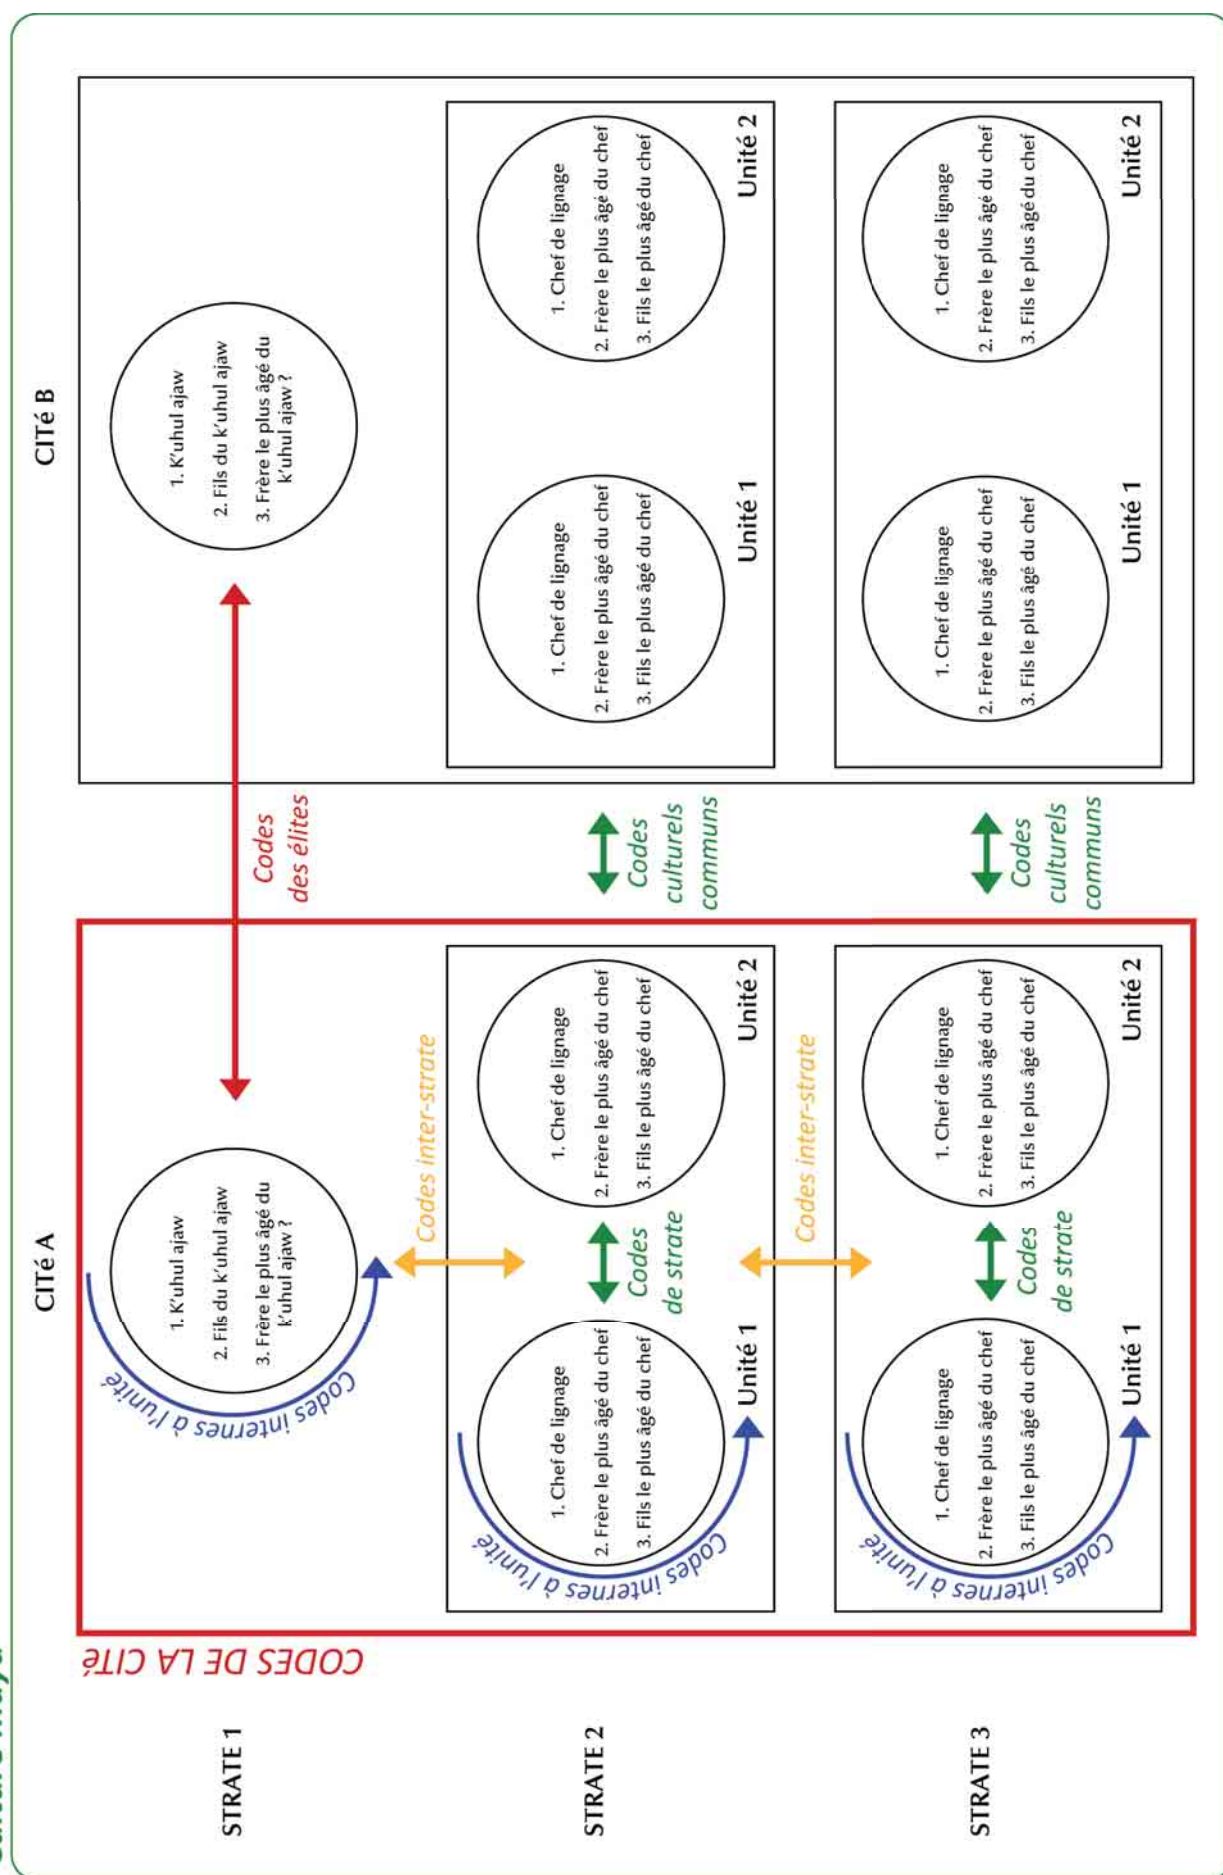 CITé A
CITé B
CODES DE LA CITé
STRATE 1
Codes internes à l'unité
1. K'uhul ajaw
2. Fils du k'uhul ajaw
3. Frère le plus âgé du
k'uhul ajaw ?
Codes
des élites
1. K'uhul ajaw
2. Fils du k'uhul ajaw
3. Frère le plus âgé du
k'uhul ajaw ?
Codes inter-strate
STRATE 2
Codes internes à l'unité
1. Chef de lignage
2. Frère le plus âgé du chef
3. Fils le plus âgé du chef
Unité 1
Codes
de strate
1. Chef de lignage
2. Frère le plus âgé du chef
3. Fils le plus âgé du chef
Unité 2
Codes
culturels
communs
1. Chef de lignage
2. Frère le plus âgé du chef
3. Fils le plus âgé du chef
Unité 1
1. Chef de lignage
2. Frère le plus âgé du chef
3. Fils le plus âgé du chef
Unité 2
Codes inter-strate
STRATE 3
Codes internes à l'unité
1. Chef de lignage
2. Frère le plus âgé du chef
3. Fils le plus âgé du chef
Unité 1
Codes
de strate
1. Chef de lignage
2. Frère le plus âgé du chef
3. Fils le plus âgé du chef
Unité 2
Codes
culturels
communs
1. Chef de lignage
2. Frère le plus âgé du chef
3. Fils le plus âgé du chef
Unité 1
1. Chef de lignage
2. Frère le plus âgé du chef
3. Fils le plus âgé du chef
Unité 2